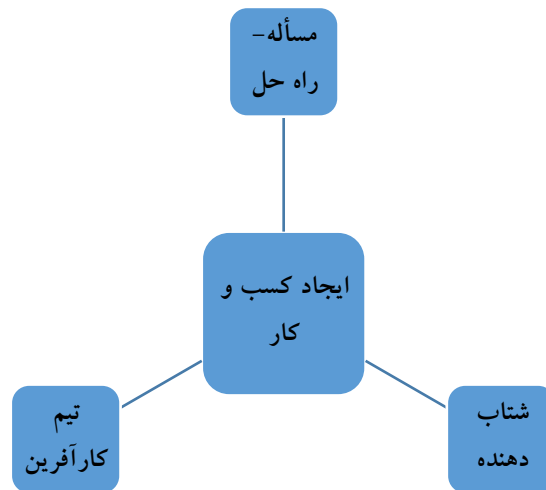 مسأله-
راه حل
ایجاد کسب و
کار
شتاب
دهنده
تیم
کارآفرین